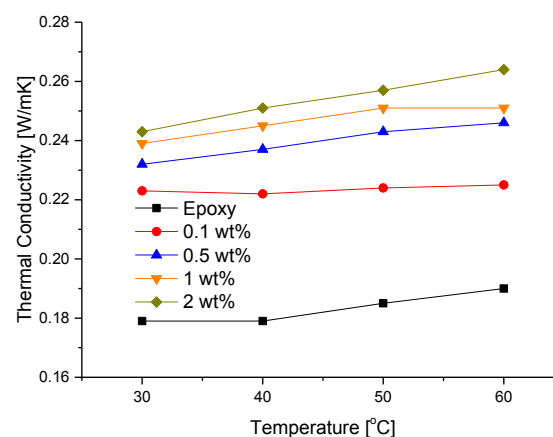 0.28
0.26
0.24
0.22
0.20
0.18
0.16
Thermal Conductivity [W/mK]
Epoxy
0.1 wt%
0.5 wt%
1 wt%
2 wt%
30 40 50 60
Temperature [°C]